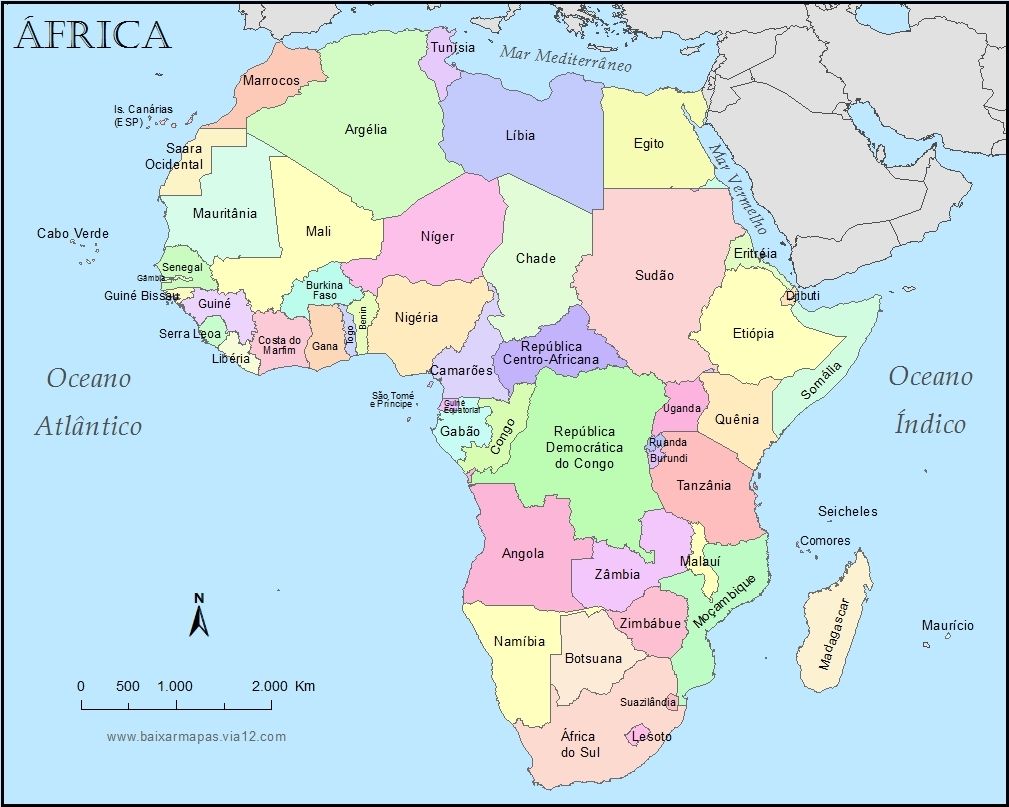 ÁFRICA
Mar Mediterrâneo
Tunísia
Marrocos
Is. Canárias
(ESP)
Argélia
Líbia
Egito
Saara
Ocidental
Mar Vermelho
Mauritânia
Mali
Níger
Chade
Sudão
Eritréia
Cabo Verde
Senegal
Gâmbia
Guiné Bissau
Guiné
Burkina
Faso
Djibuti
Serra Leoa
Libéria
Costa do
Marfim
Gana
Togo
Benin
Nigéria
Etiópia
Somália
República
Centro-Africana
Camarões
Oceano
Atlântico
Oceano
Índico
São Tomé
e Príncipe
Guiné
Equatorial
Gabão
Congo
República
Democrática
do Congo
Uganda
Quênia
Ruanda
Burundi
Tanzânia
Seicheles
Comores
Angola
Zâmbia
Malauí
Moçambique
Madagascar
Maurício
N
Namíbia
Zimbábue
Botsuana
Suazilândia
África
do Sul
Lesoto
0 500 1.000 2.000 Km
www.baixarmapas.via12.com